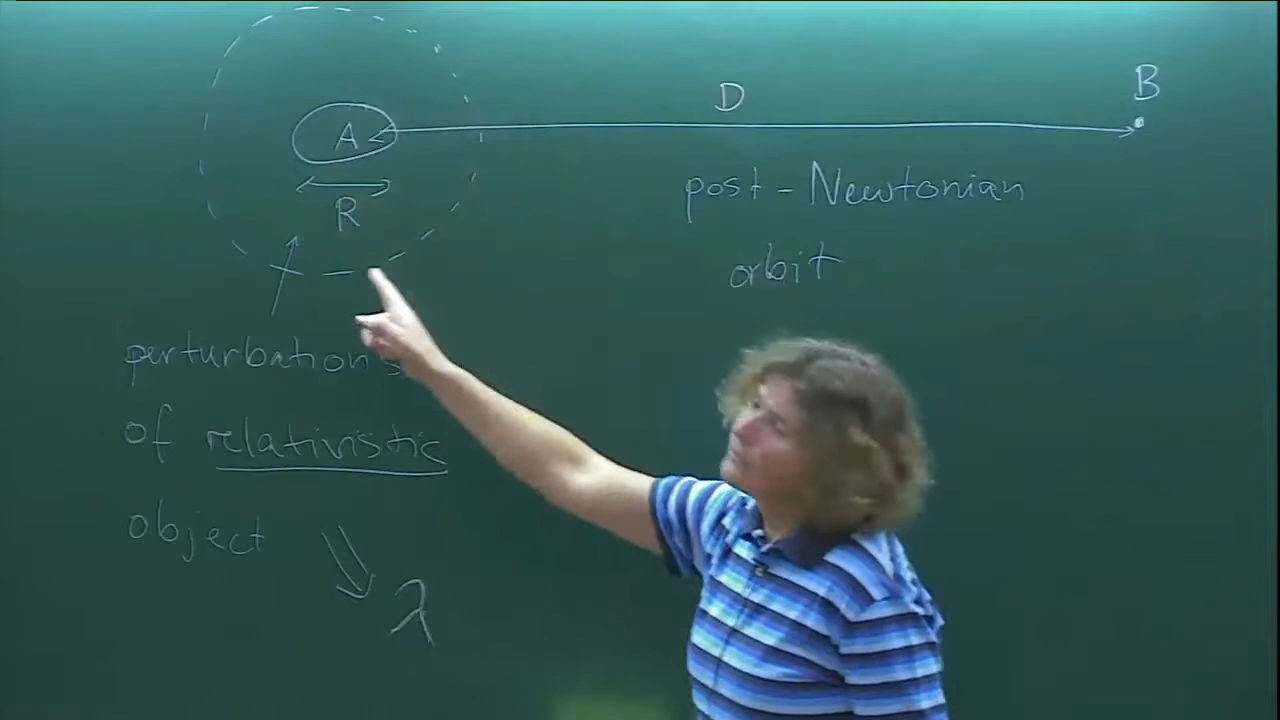 A
D
B
R
post-Newtonian
orbit
perturbations
of relativistic
object
λ